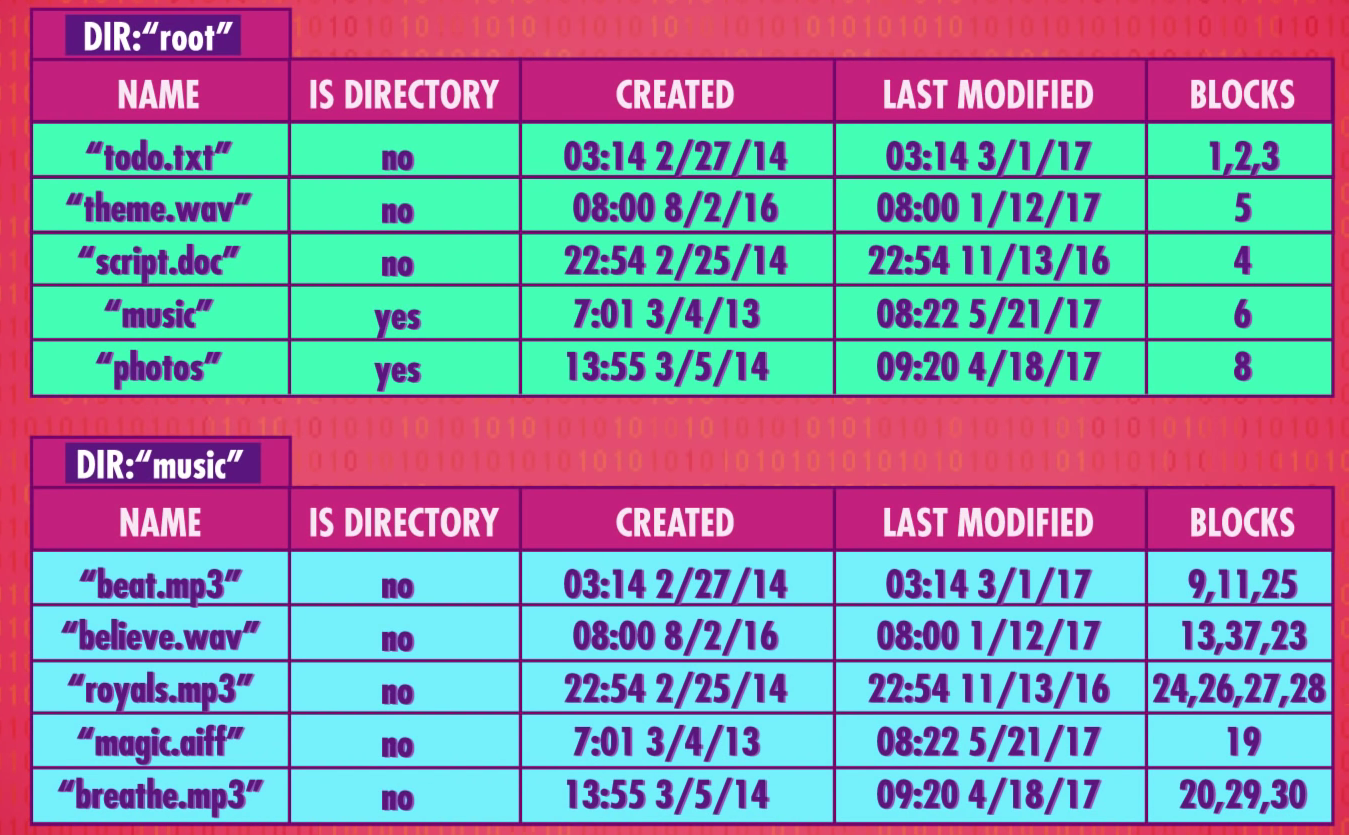 DIR:“root”
NAME IS DIRECTORY CREATED LAST MODIFIED BLOCKS
“todo.txt” no 03:14 2/27/14 03:14 3/1/17 1,2,3
“theme.wav” no 08:00 8/2/16 08:00 1/12/17 5
“script.doc” no 22:54 2/25/14 22:54 11/13/16 4
“music” yes 7:01 3/4/13 08:22 5/21/17 6
“photos” yes 13:55 3/5/14 09:20 4/18/17 8
DIR:“music”
NAME IS DIRECTORY CREATED LAST MODIFIED BLOCKS
“beat.mp3” no 03:14 2/27/14 03:14 3/1/17 9,11,25
“believe.wav” no 08:00 8/2/16 08:00 1/12/17 13,37,23
“royals.mp3” no 22:54 2/25/14 22:54 11/13/16 24,26,27,28
“magic.aiff” no 7:01 3/4/13 08:22 5/21/17 19
“breathe.mp3” no 13:55 3/5/14 09:20 4/18/17 20,29,30